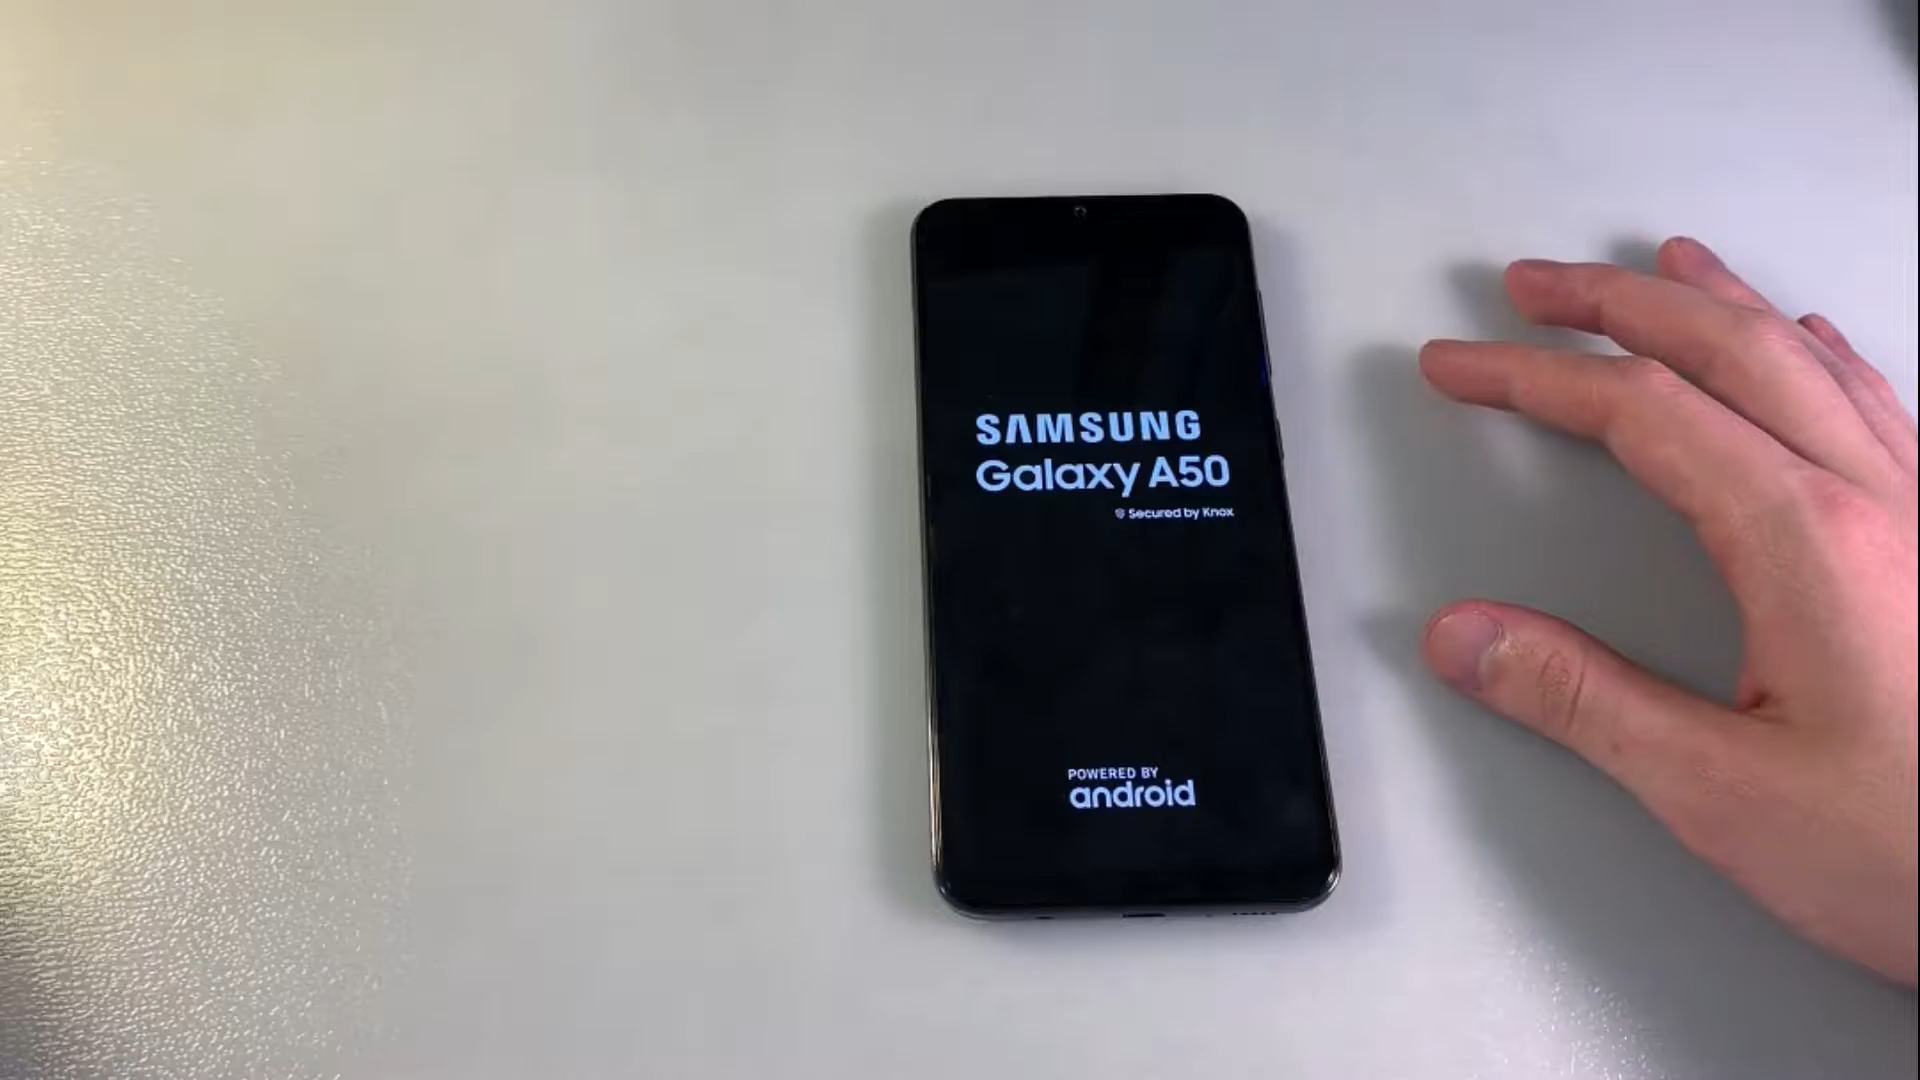 SAMSUNG
Galaxy A50
Secured by Knox
POWERED BY
android